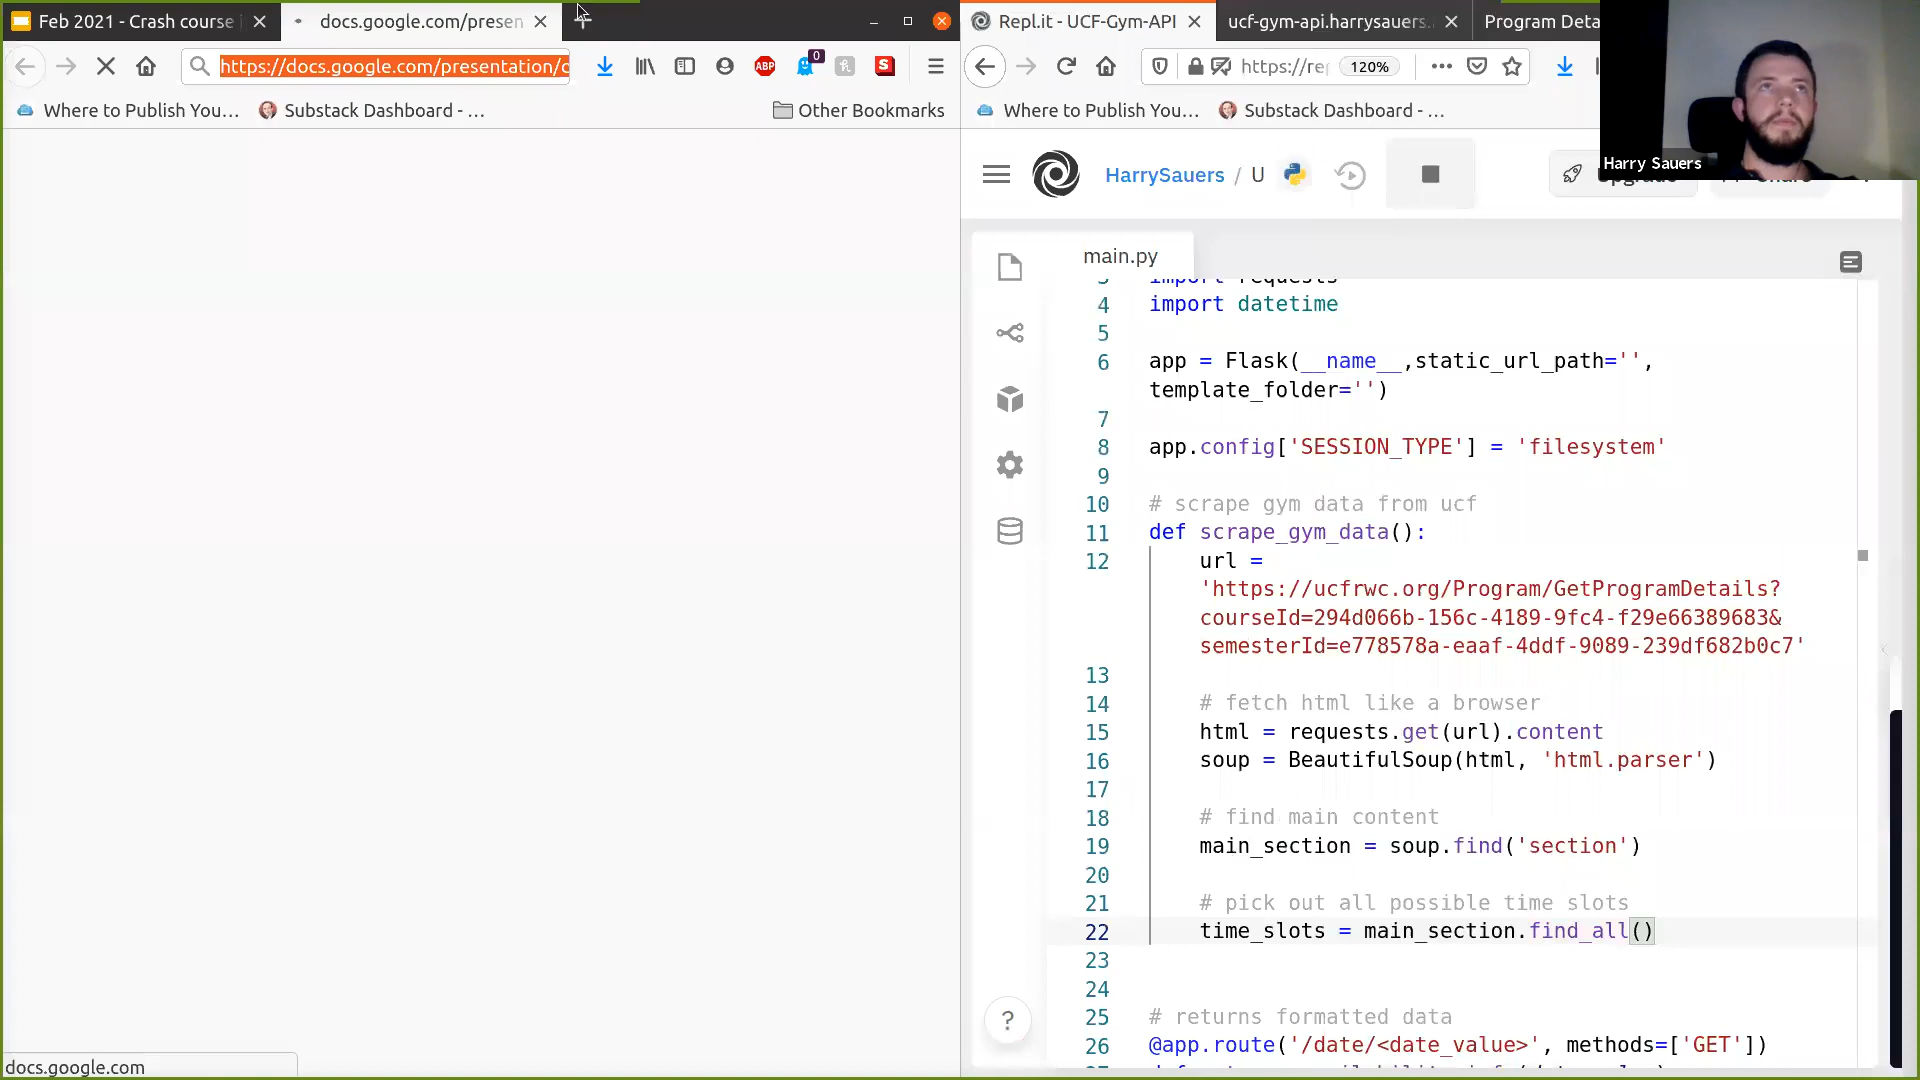 Feb 2021 - Crash course
docs.google.com/presen
Repl.it - UCF-Gym-API
ucf-gym-api.harrysauers.
Program Deta
https://docs.google.com/presentation/
0
ABP
S
https://re
120%
Where to Publish You...
Substack Dashboard - ...
Other Bookmarks
Where to Publish You...
Substack Dashboard - ...
Harry Sauers
HarrySauers / U
main.py
3 import requests
4 import datetime
5
6 app = Flask(__name__,static_url_path='',
template_folder='')
7
8 app.config['SESSION_TYPE'] = 'filesystem'
9
10 # scrape gym data from ucf
11 def scrape_gym_data():
12 url =
'https://ucfrwc.org/Program/GetProgramDetails?
courseId=294d066b-156c-4189-9fc4-f29e66389683&
semesterId=e778578a-eaaf-4ddf-9089-239df682b0c7'
13
14 # fetch html like a browser
15 html = requests.get(url).content
16 soup = BeautifulSoup(html, 'html.parser')
17
18 # find main content
19 main_section = soup.find('section')
20
21 # pick out all possible time slots
22 time_slots = main_section.find_all()
23
24
25 # returns formatted data
26 @app.route('/date/<date_value>', methods=['GET'])
?
docs.google.com